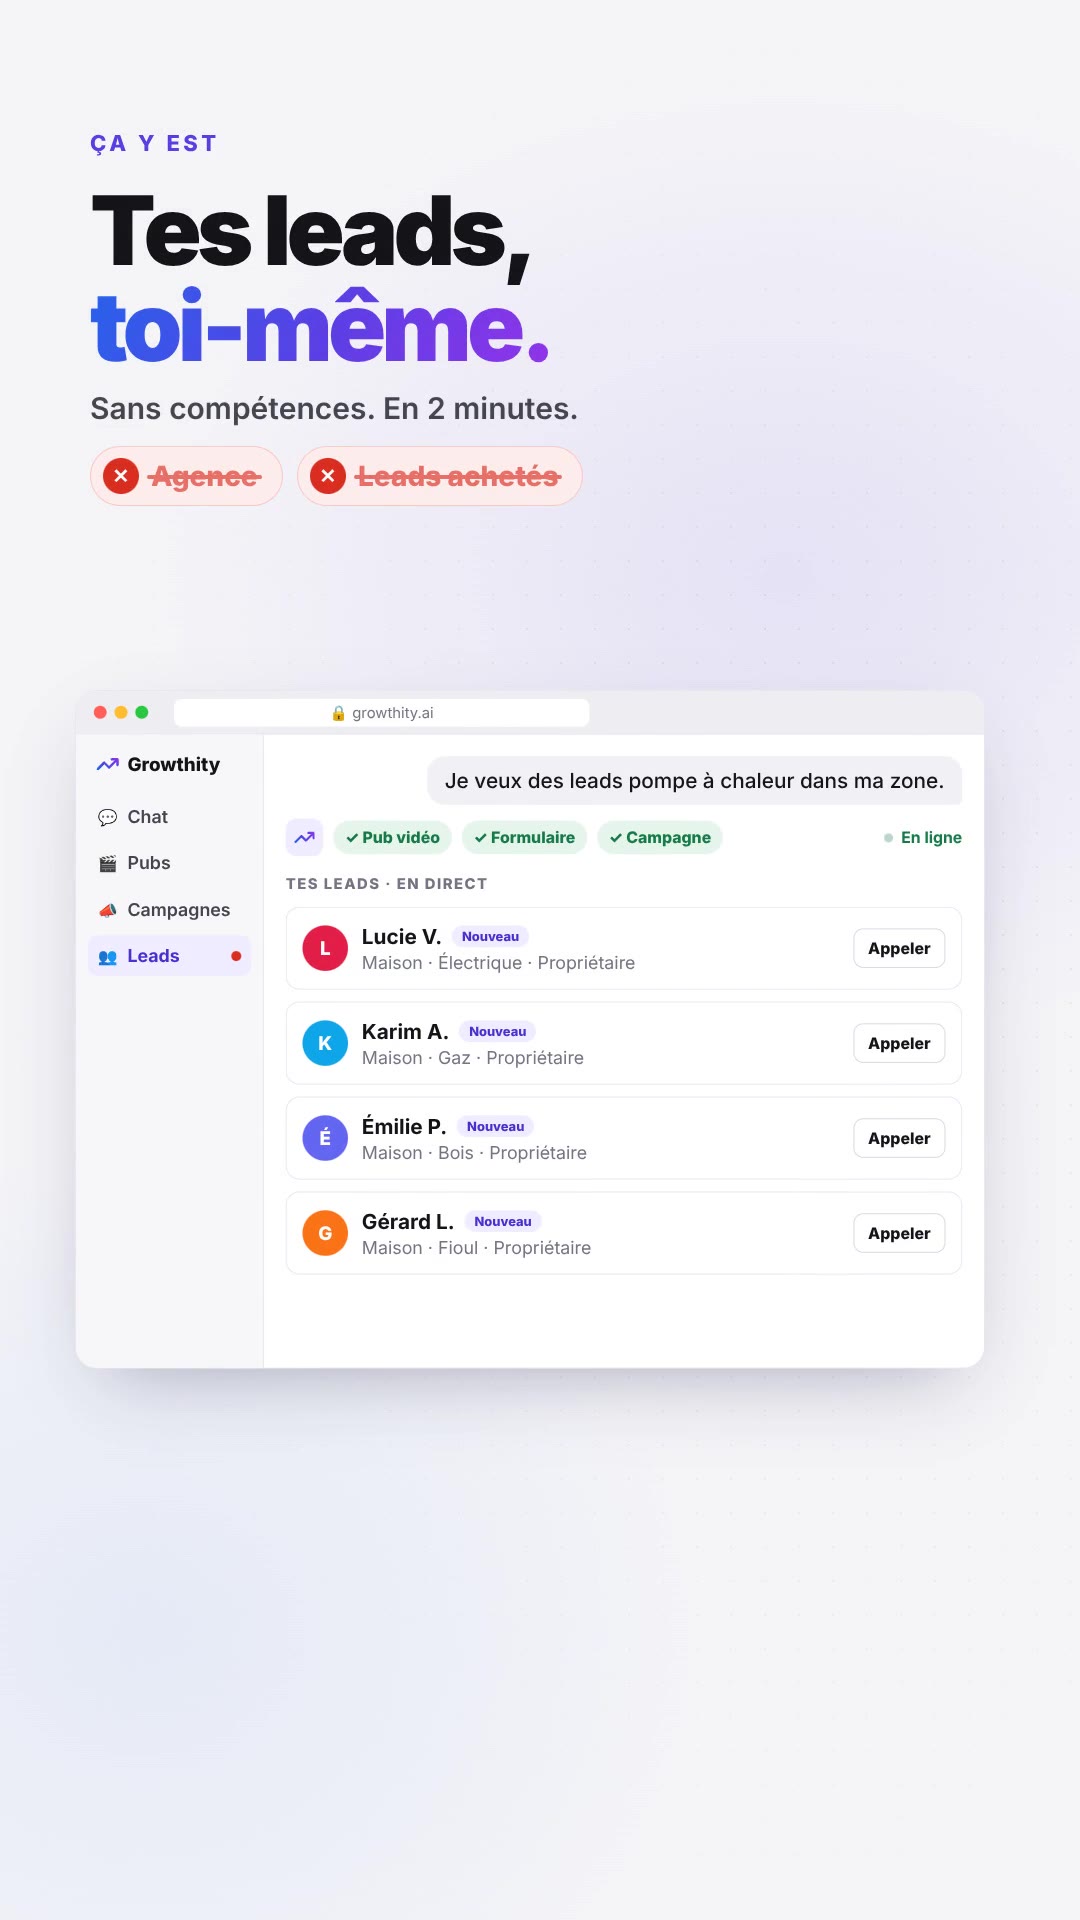 ÇA Y EST
Tes leads,
toi-même.
Sans compétences. En 2 minutes.
Agence
Leads achetés
growthity.ai
Growthity
Chat
Pubs
Campagnes
Leads
Je veux des leads pompe à chaleur dans ma zone.
✓ Pub vidéo ✓ Formulaire ✓ Campagne En ligne
TES LEADS · EN DIRECT
L Lucie V. Nouveau
Maison · Électrique · Propriétaire
Appeler
K Karim A. Nouveau
Maison · Gaz · Propriétaire
Appeler
É Émilie P. Nouveau
Maison · Bois · Propriétaire
Appeler
G Gérard L. Nouveau
Maison · Fioul · Propriétaire
Appeler